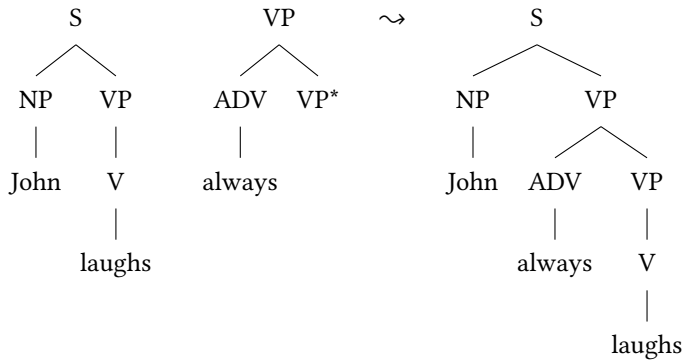 S VP ⤳ S
NP VP ADV VP* NP VP
John V always John ADV VP
laughs always V
laughs